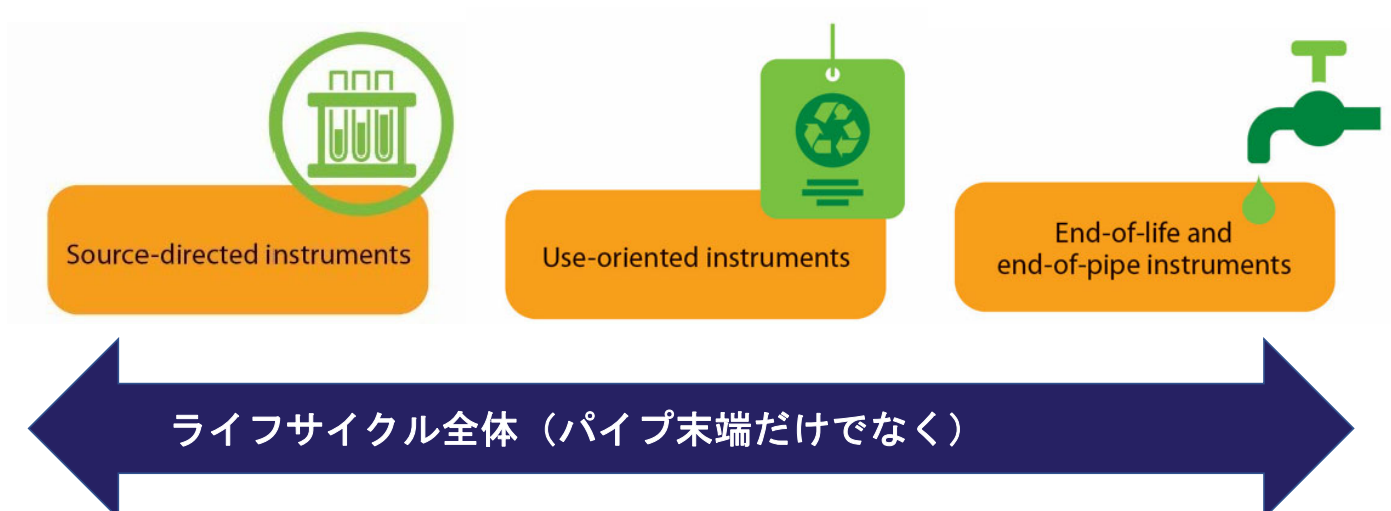 Source-directed instruments
Use-oriented instruments
End-of-life and
end-of-pipe instruments
ライフサイクル全体（パイプ末端だけでなく）